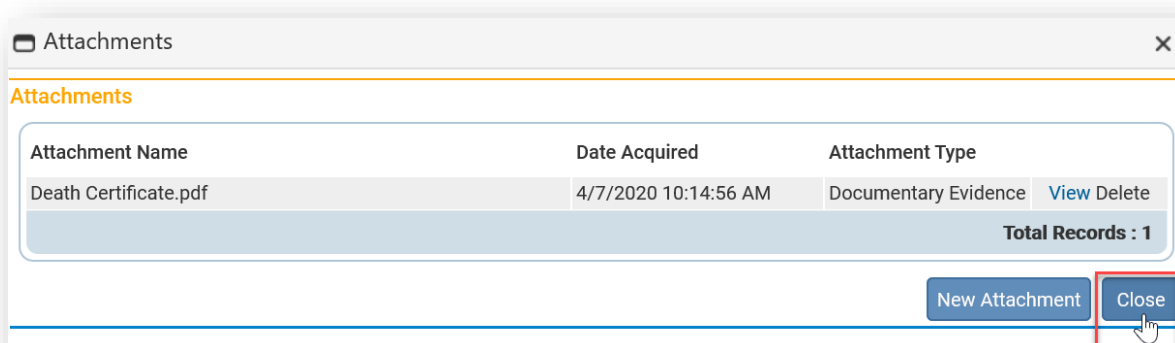 Attachments
Attachments
Attachment Name Date Acquired Attachment Type
Death Certificate.pdf 4/7/2020 10:14:56 AM Documentary Evidence View Delete
Total Records : 1
New Attachment Close